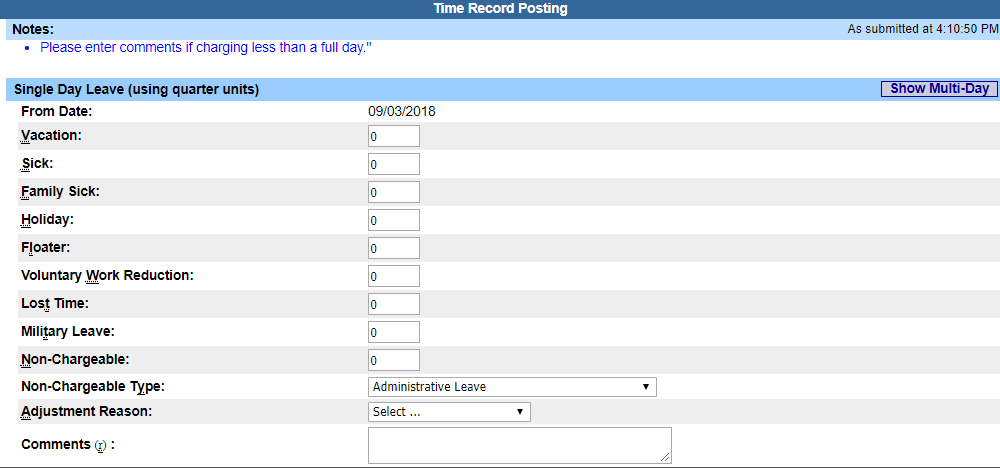 Time Record Posting
Notes: As submitted at 4:10:50 PM
• Please enter comments if charging less than a full day."
Single Day Leave (using quarter units) Show Multi-Day
From Date: 09/03/2018
Vacation: 0
Sick: 0
Family Sick: 0
Holiday: 0
Floater: 0
Voluntary Work Reduction: 0
Lost Time: 0
Military Leave: 0
Non-Chargeable: 0
Non-Chargeable Type: Administrative Leave
Adjustment Reason: Select ...
Comments (r) :